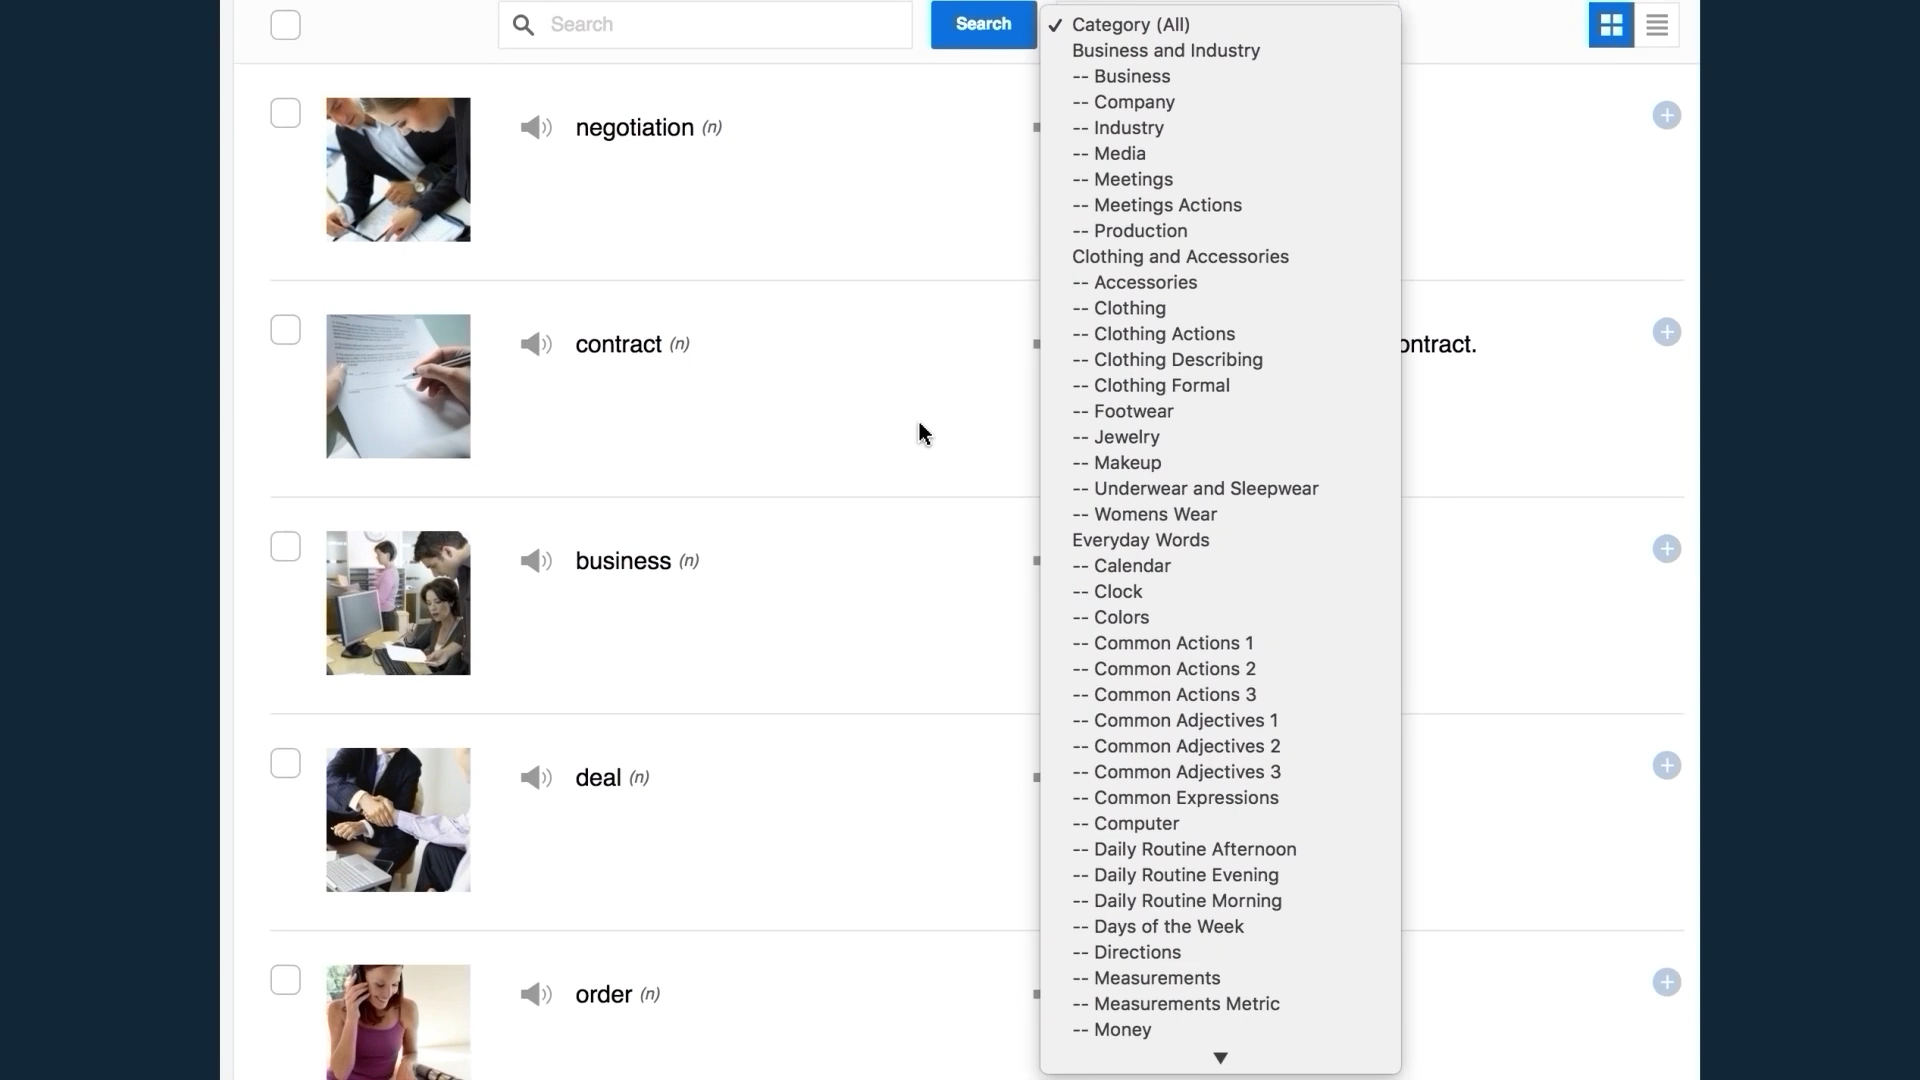 Search
Search
✓ Category (All)
Business and Industry
-- Business
-- Company
-- Industry
-- Media
-- Meetings
-- Meetings Actions
-- Production
Clothing and Accessories
-- Accessories
-- Clothing
-- Clothing Actions
-- Clothing Describing
-- Clothing Formal
-- Footwear
-- Jewelry
-- Makeup
-- Underwear and Sleepwear
-- Womens Wear
Everyday Words
-- Calendar
-- Clock
-- Colors
-- Common Actions 1
-- Common Actions 2
-- Common Actions 3
-- Common Adjectives 1
-- Common Adjectives 2
-- Common Adjectives 3
-- Common Expressions
-- Computer
-- Daily Routine Afternoon
-- Daily Routine Evening
-- Daily Routine Morning
-- Days of the Week
-- Directions
-- Measurements
-- Measurements Metric
-- Money
negotiation (n)
contract (n)
ontract.
business (n)
deal (n)
order (n)